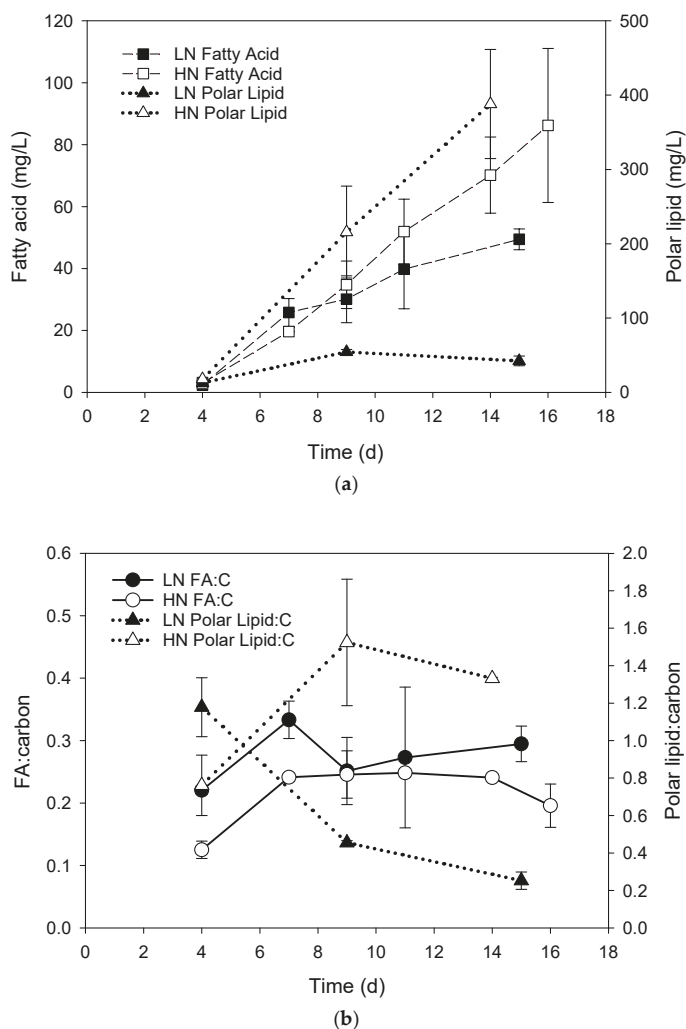 LN Fatty Acid
HN Fatty Acid
LN Polar Lipid
HN Polar Lipid
Fatty acid (mg/L)
120
100
80
60
40
20
0
Polar lipid (mg/L)
500
400
300
200
100
0
0 2 4 6 8 10 12 14 16 18
Time (d)
(a)
LN FA:C
HN FA:C
LN Polar Lipid:C
HN Polar Lipid:C
FA:carbon
0.6
0.5
0.4
0.3
0.2
0.1
0.0
Polar lipid:carbon
2.0
1.8
1.6
1.4
1.2
1.0
0.8
0.6
0.4
0.2
0.0
0 2 4 6 8 10 12 14 16 18
Time (d)
(b)